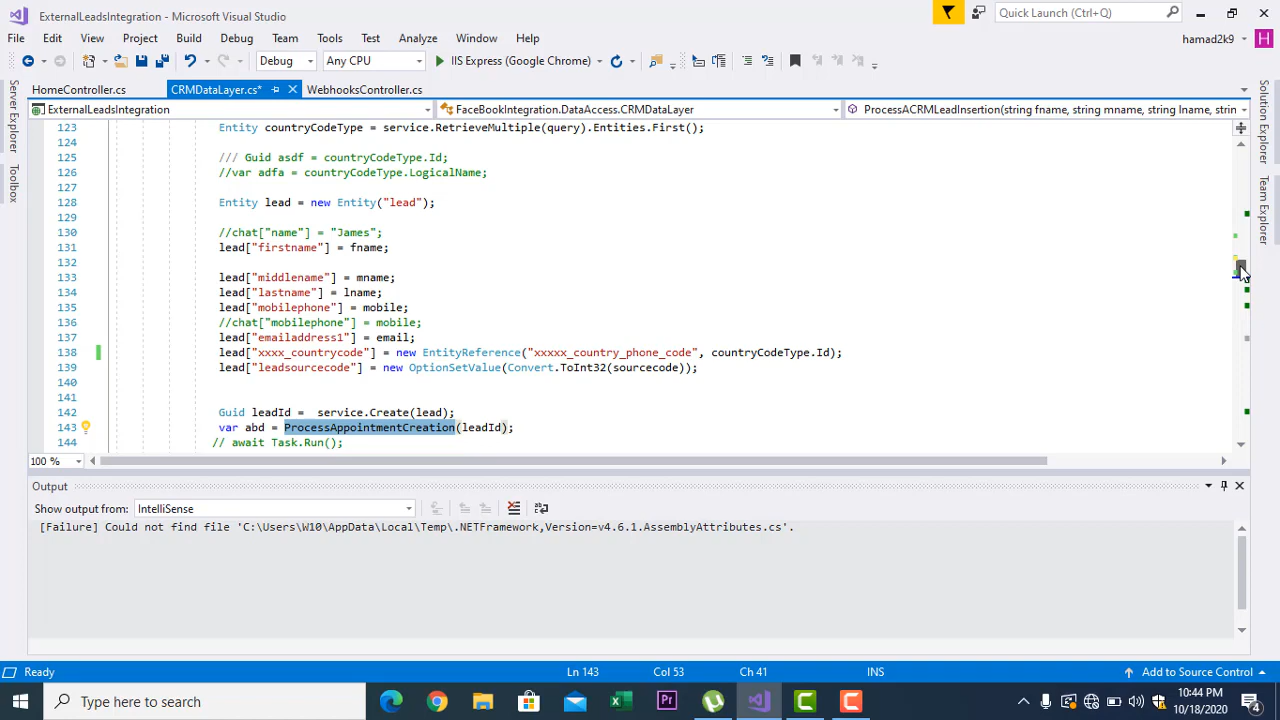 ExternalLeadsIntegration - Microsoft Visual Studio
Quick Launch (Ctrl+Q)
File Edit View Project Build Debug Team Tools Test Analyze Window Help
hamad2k9 H
Debug Any CPU IIS Express (Google Chrome)
HomeController.cs CRMDataLayer.cs* WebhooksController.cs
ExternalLeadsIntegration FaceBookIntegration.DataAccess.CRMDataLayer ProcessACRMLeadInsertion(string fname, string mname, string lname, strin
Server Explorer
Toolbox
Solution Explorer
Team Explorer
123 Entity countryCodeType = service.RetrieveMultiple(query).Entities.First();
124
125 /// Guid asdf = countryCodeType.Id;
126 //var adfa = countryCodeType.LogicalName;
127
128 Entity lead = new Entity("lead");
129
130 //chat["name"] = "James";
131 lead["firstname"] = fname;
132
133 lead["middlename"] = mname;
134 lead["lastname"] = lname;
135 lead["mobilephone"] = mobile;
136 //chat["mobilephone"] = mobile;
137 lead["emailaddress1"] = email;
138 lead["xxxx_countrycode"] = new EntityReference("xxxxx_country_phone_code", countryCodeType.Id);
139 lead["leadsourcecode"] = new OptionSetValue(Convert.ToInt32(sourcecode));
140
141
142 Guid leadId = service.Create(lead);
143 var abd = ProcessAppointmentCreation(leadId);
144 // await Task.Run();
100 %
Output
Show output from: IntelliSense
[Failure] Could not find file 'C:\Users\W10\AppData\Local\Temp\.NETFramework,Version=v4.6.1.AssemblyAttributes.cs'.
Ready Ln 143 Col 53 Ch 41 INS Add to Source Control
Type here to search
10:44 PM
10/18/2020
4